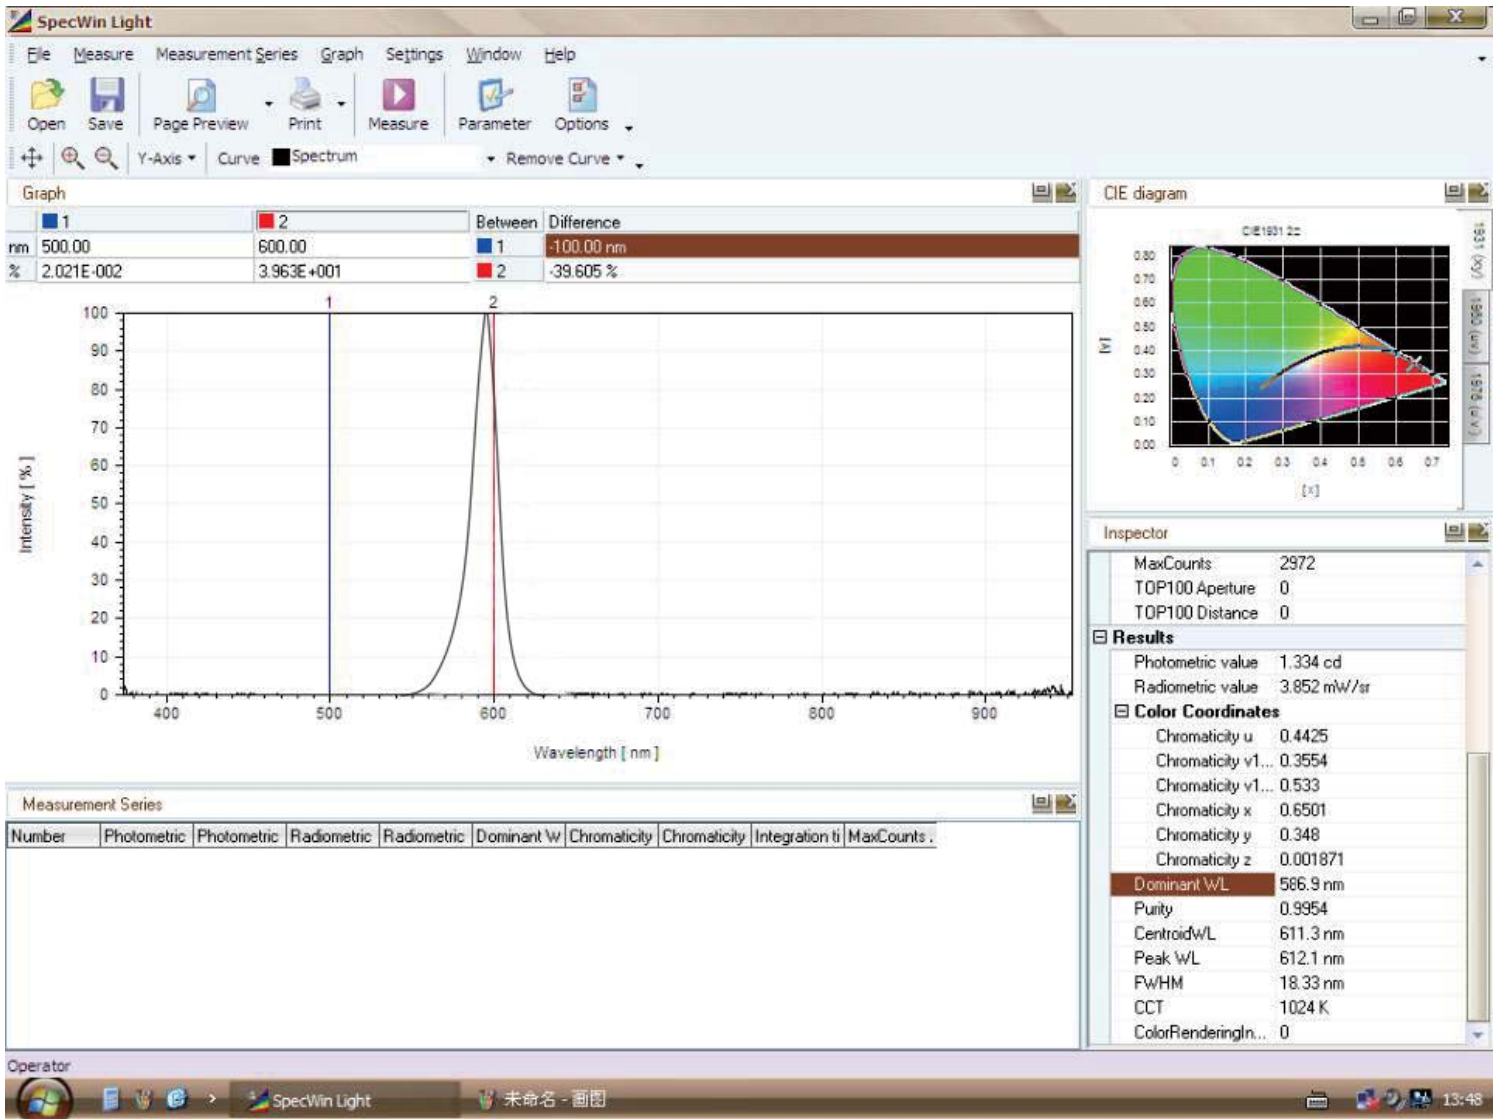 SpecWin Light
File Measure Measurement Series Graph Settings Window Help
Open Save Page Preview Print Measure Parameter Options
Y-Axis Curve Spectrum Remove Curve
Graph
1 2 Between Difference
nm 500.00 600.00 1 -100.00 nm
% 2.021E-002 3.963E+001 2 -39.605 %
1 2
100
90
80
70
60
50
40
30
20
10
0
Intensity [ % ]
400 500 600 700 800 900
Wavelength [ nm ]
CIE diagram
CIE1931 2=
0.80
0.70
0.60
0.50
0.40
0.30
0.20
0.10
0.00
[y]
0 0.1 0.2 0.3 0.4 0.5 0.6 0.7
[x]
1931 (xy)
1960 (uv)
1976 (u'v')
Inspector
MaxCounts 2972
TOP100 Aperture 0
TOP100 Distance 0
Results
Photometric value 1.334 cd
Radiometric value 3.852 mW/sr
Color Coordinates
Chromaticity u 0.4425
Chromaticity v1... 0.3554
Chromaticity v1... 0.533
Chromaticity x 0.6501
Chromaticity y 0.348
Chromaticity z 0.001871
Dominant WL 586.9 nm
Purity 0.9954
CentroidWL 611.3 nm
Peak WL 612.1 nm
FWHM 18.33 nm
CCT 1024 K
ColorRenderingIn... 0
Measurement Series
Number Photometric Photometric Radiometric Radiometric Dominant W Chromaticity Chromaticity Integration ti MaxCounts .
Operator
SpecWin Light 未命名 - 画图 13:48